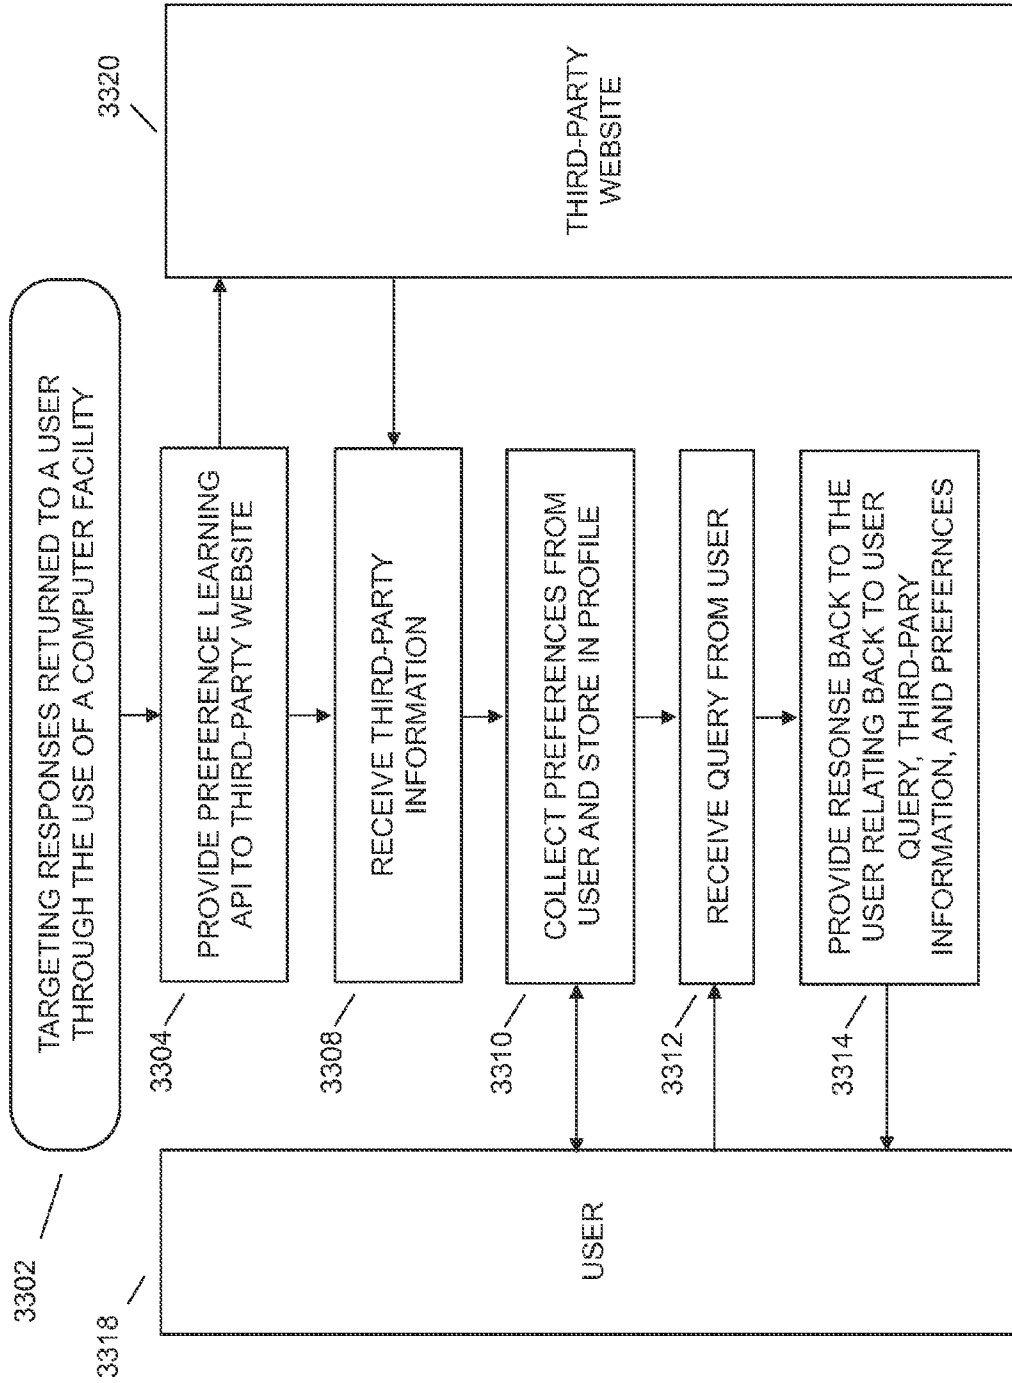 3302
TARGETING RESPONSES RETURNED TO A USER
THROUGH THE USE OF A COMPUTER FACILITY
3318
USER
3304
PROVIDE PREFERENCE LEARNING
API TO THIRD-PARTY WEBSITE
3308
RECEIVE THIRD-PARTY
INFORMATION
3310
COLLECT PREFERENCES FROM
USER AND STORE IN PROFILE
3312
RECEIVE QUERY FROM USER
3314
PROVIDE RESONSE BACK TO THE
USER RELATING BACK TO USER
QUERY, THIRD-PARY
INFORMATION, AND PREFERNCES
3320
THIRD-PARTY
WEBSITE